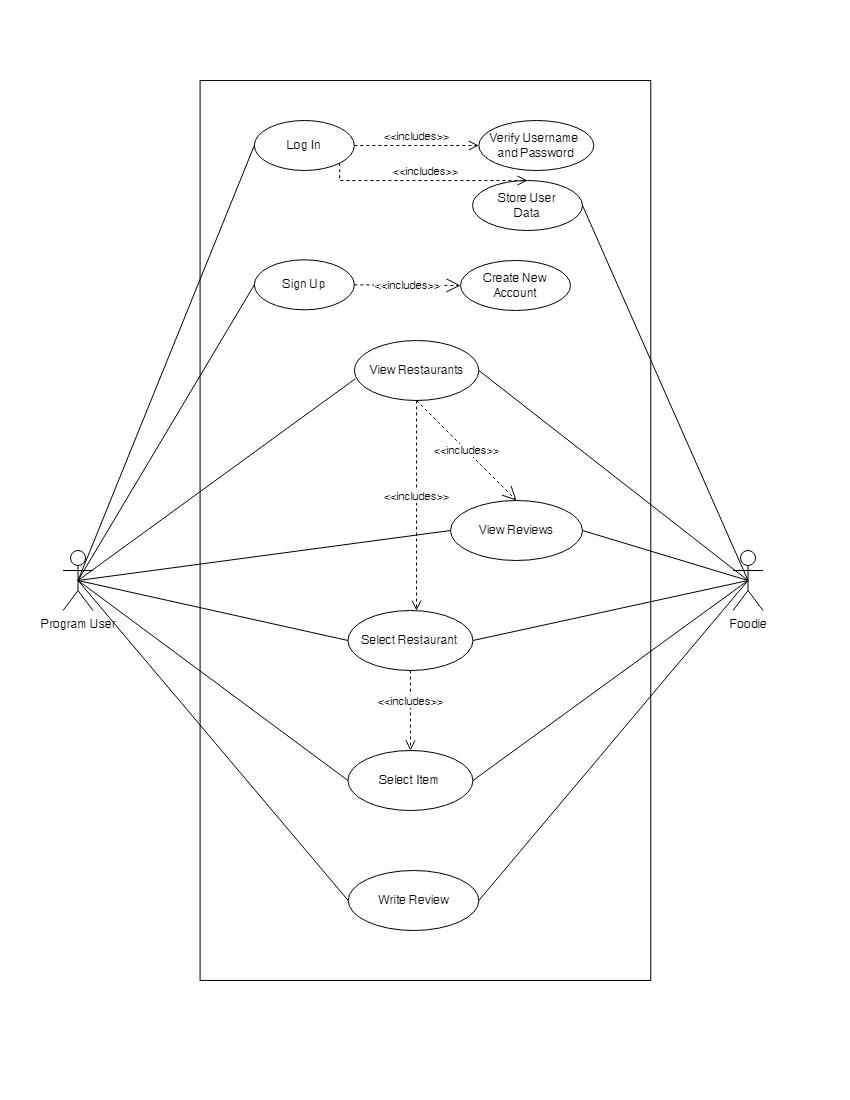 Log In
<<includes>>
Verify Username
and Password
<<includes>>
Store User
Data
Sign Up
<<includes>>
Create New
Account
View Restaurants
<<includes>>
<<includes>>
View Reviews
Program User
Foodie
Select Restaurant
<<includes>>
Select Item
Write Review